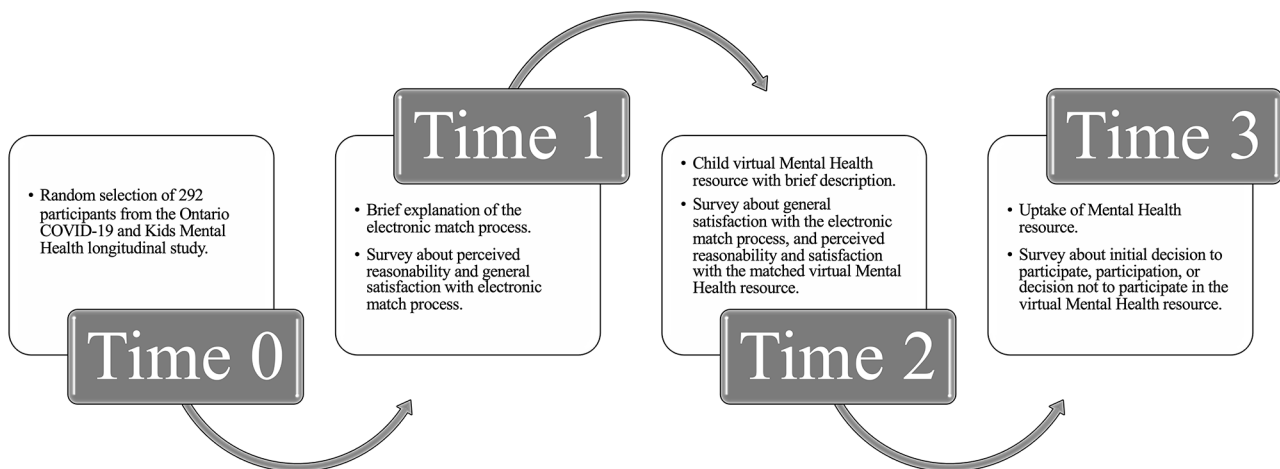 • Random selection of 292
participants from the Ontario
COVID-19 and Kids Mental
Health longitudinal study.
Time 0
Time 1
• Brief explanation of the
electronic match process.
• Survey about perceived
reasonability and general
satisfaction with electronic
match process.
• Child virtual Mental Health
resource with brief description.
• Survey about general
satisfaction with the electronic
match process, and perceived
reasonability and satisfaction
with the matched virtual Mental
Health resource.
Time 2
Time 3
• Uptake of Mental Health
resource.
• Survey about initial decision to
participate, participation, or
decision not to participate in the
virtual Mental Health resource.